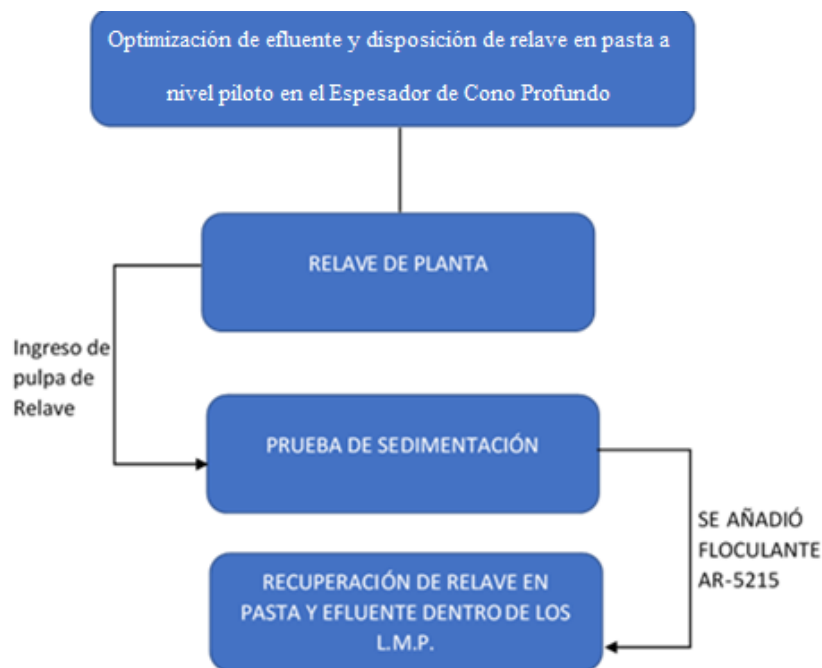 Optimización de efluente y disposición de relave en pasta a
nivel piloto en el Espesador de Cono Profundo
RELAVE DE PLANTA
Ingreso de
pulpa de
Relave
PRUEBA DE SEDIMENTACIÓN
SE AÑADIÓ
FLOCULANTE
AR-5215
RECUPERACIÓN DE RELAVE EN
PASTA Y EFLUENTE DENTRO DE LOS
L.M.P.